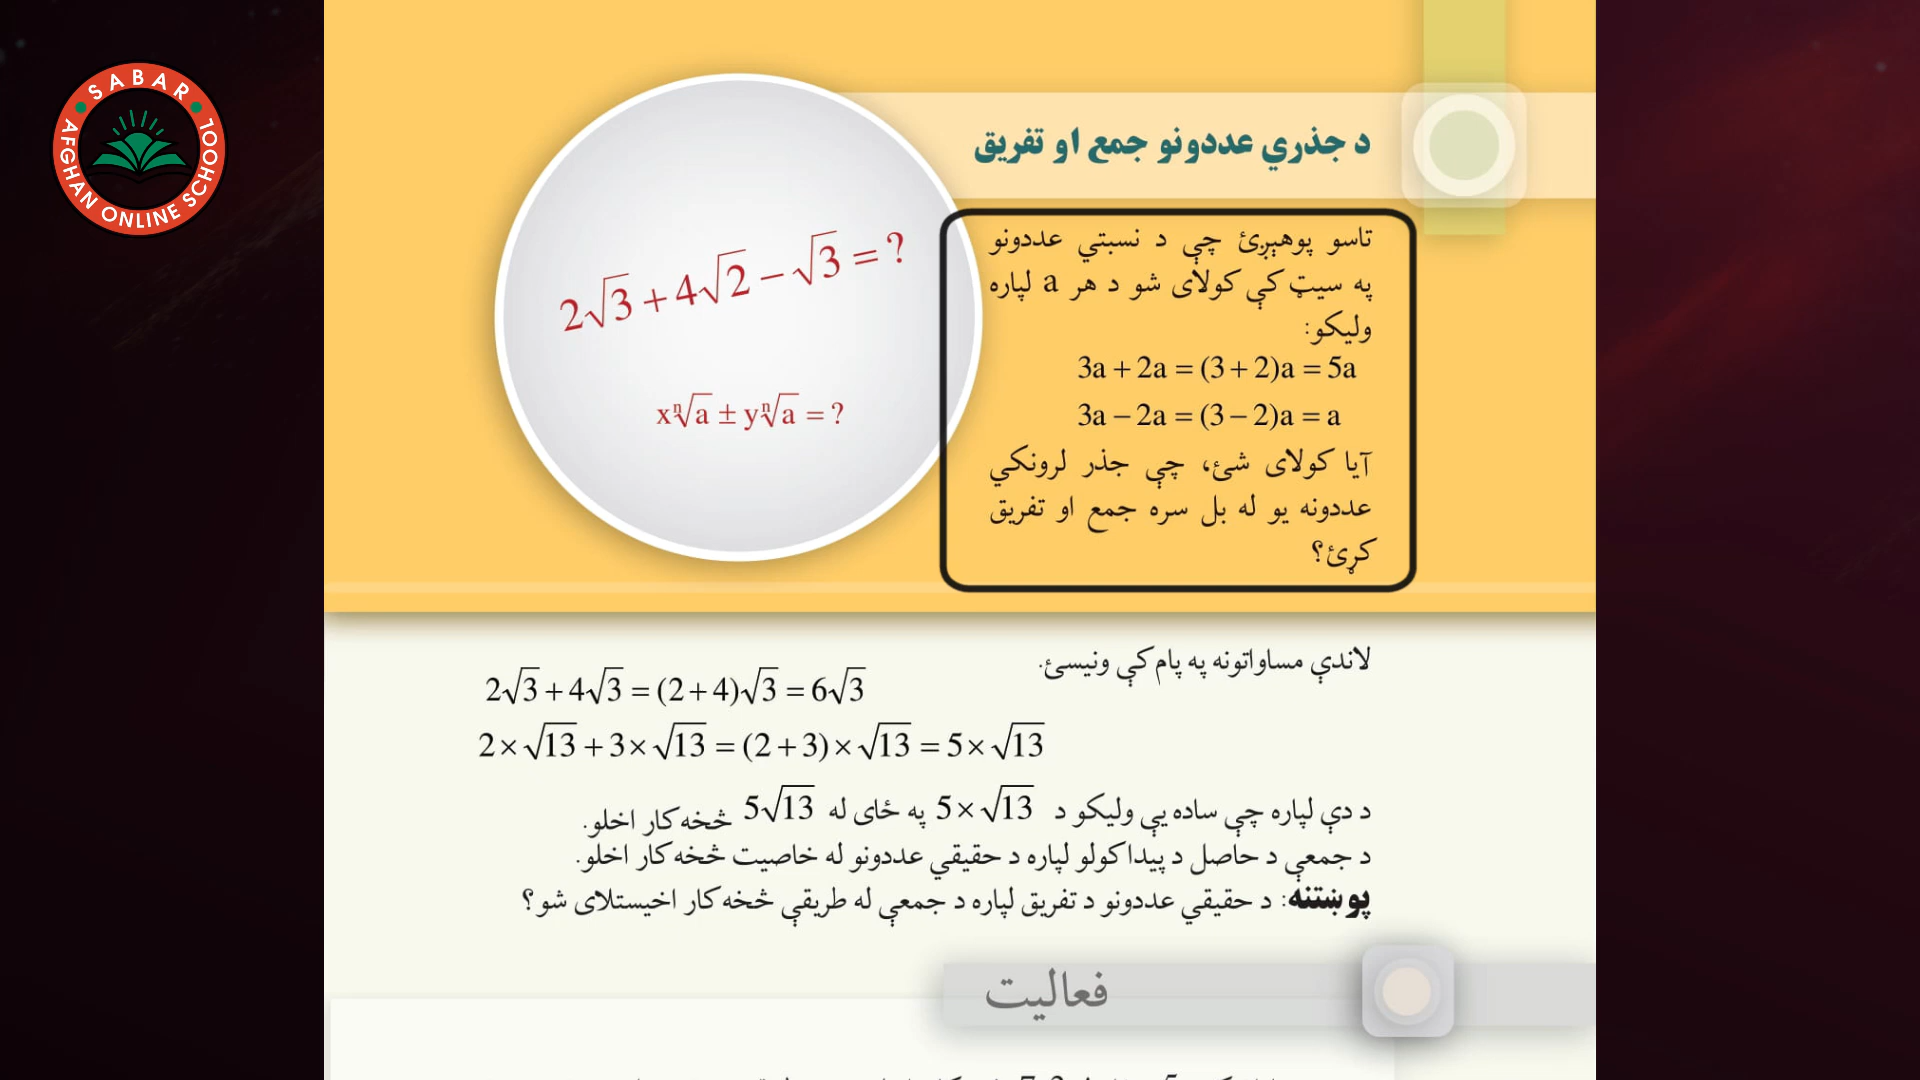 SABAR
AFGHAN ONLINE SCHOOL
د جذري عددونو جمع او تفریق
2√3 + 4√2 − √3 = ?
xⁿ√a ± yⁿ√a = ?
تاسو پوهېږئ چې د نسبتي عددونو
په سیټ کې کولای شو د هر a لپاره
ولیکو:
3a + 2a = (3 + 2)a = 5a
3a − 2a = (3 − 2)a = a
آیا کولای شئ، چې جذر لرونکي
عددونه یو له بل سره جمع او تفریق
کړئ؟
لاندې مساواتونه په پام کې ونیسئ.
2√3 + 4√3 = (2 + 4)√3 = 6√3
2 × √13 + 3 × √13 = (2 + 3) × √13 = 5 × √13
د دې لپاره چې ساده یې ولیکو د 5 × √13 په ځای له 5√13 څخه کار اخلو.
د جمعې د حاصل د پیدا کولو لپاره د حقیقي عددونو له خاصیت څخه کار اخلو.
پوښتنه: د حقیقي عددونو د تفریق لپاره د جمعې له طریقې څخه کار اخیستلای شو؟
فعالیت